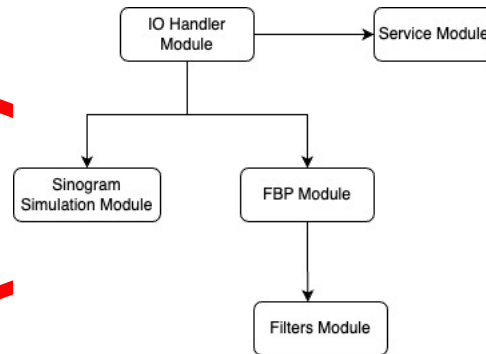 IO Handler
Module
Service Module
Sinogram
Simulation Module
FBP Module
Filters Module